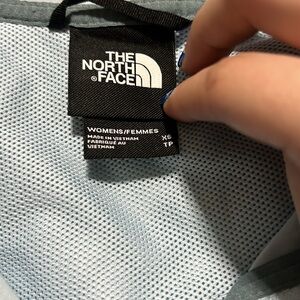 THE
NORTH
®FACE
WOMENS/FEMMES
MADE IN VIETNAM XS
FABRIQUÉ AU TP
VIETNAM